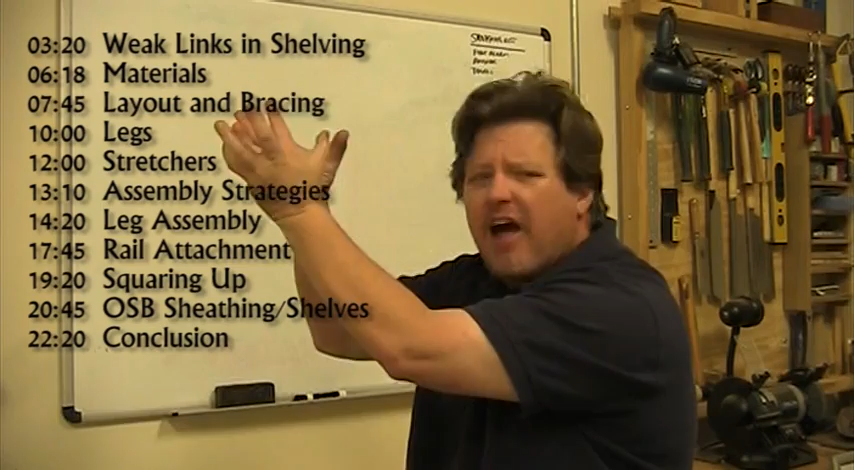 03:20 Weak Links in Shelving
06:18 Materials
07:45 Layout and Bracing
10:00 Legs
12:00 Stretchers
13:10 Assembly Strategies
14:20 Leg Assembly
17:45 Rail Attachment
19:20 Squaring Up
20:45 OSB Sheathing/Shelves
22:20 Conclusion